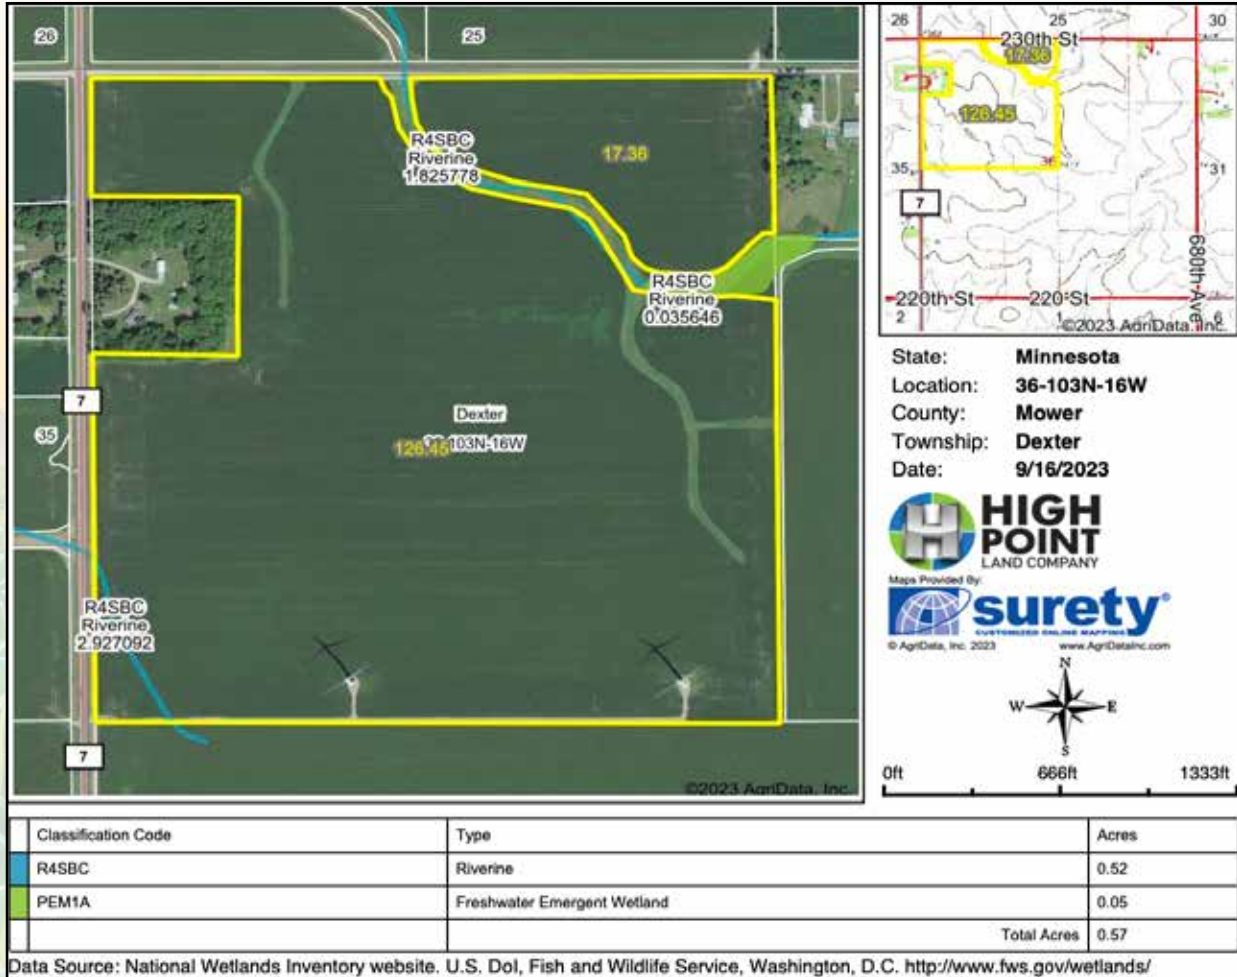 26
25
R4SBC
Riverine
1.825778
17.36
R4SBC
Riverine
0.035646
7
35
Dexter
126.45
103N-16W
R4SBC
Riverine
2.927092
7
©2023 AgriData, Inc.
26
25
30
230th St
17.36
126.45
35
36
31
7
680th Ave
220th St
220 St
2
1
6
©2023 AgriData, Inc.
State: Minnesota
Location: 36-103N-16W
County: Mower
Township: Dexter
Date: 9/16/2023
H
HIGH
POINT
LAND COMPANY
Maps Provided By:
surety®
CUSTOMIZED ONLINE MAPPING
© AgriData, Inc. 2023 www.AgriDataInc.com
N
W E
S
0ft 666ft 1333ft
Classification Code Type Acres
R4SBC Riverine 0.52
PEM1A Freshwater Emergent Wetland 0.05
Total Acres 0.57
Data Source: National Wetlands Inventory website. U.S. DoI, Fish and Wildlife Service, Washington, D.C. http://www.fws.gov/wetlands/